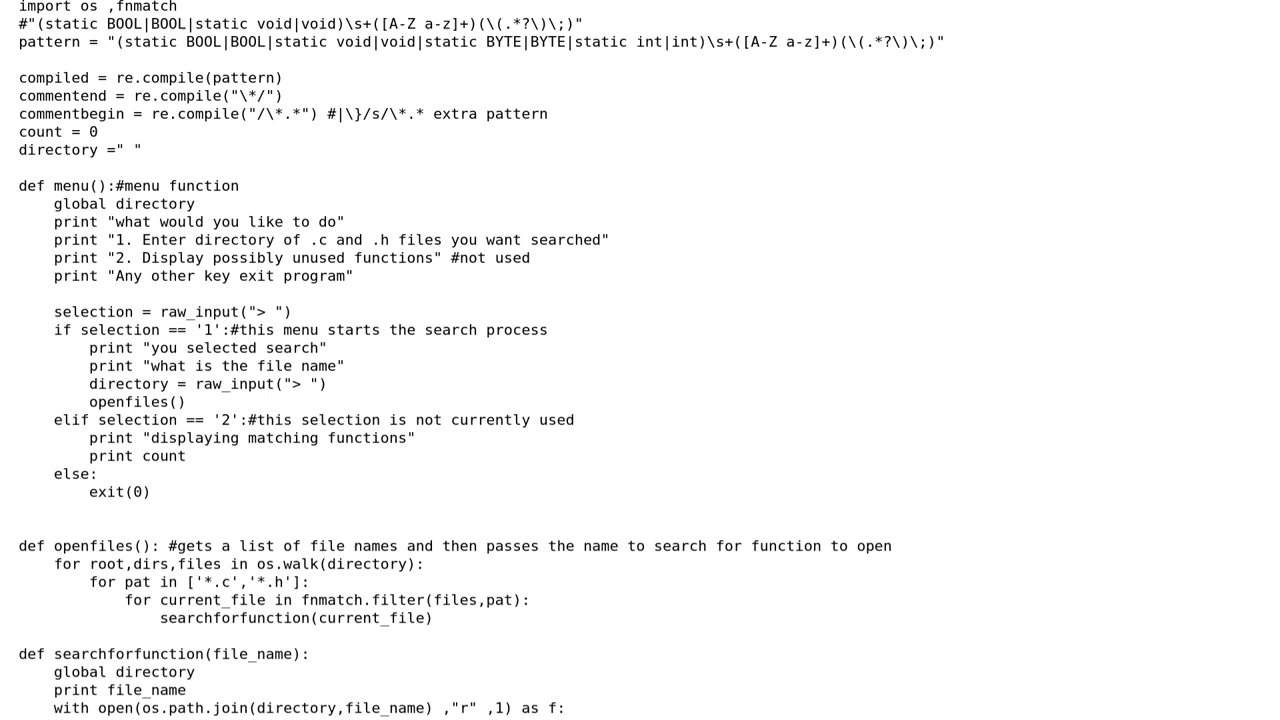 import os ,fnmatch
#"(static BOOL|BOOL|static void|void)\s+([A-Z a-z]+)(\(.*?\)\;)"
pattern = "(static BOOL|BOOL|static void|void|static BYTE|BYTE|static int|int)\s+([A-Z a-z]+)(\(.*?\)\;)"

compiled = re.compile(pattern)
commentend = re.compile("\*/")
commentbegin = re.compile("/\*.*") #|\}/s/\*.* extra pattern
count = 0
directory =" "

def menu():#menu function
    global directory
    print "what would you like to do"
    print "1. Enter directory of .c and .h files you want searched"
    print "2. Display possibly unused functions" #not used
    print "Any other key exit program"

    selection = raw_input("> ")
    if selection == '1':#this menu starts the search process
        print "you selected search"
        print "what is the file name"
        directory = raw_input("> ")
        openfiles()
    elif selection == '2':#this selection is not currently used
        print "displaying matching functions"
        print count
    else:
        exit(0)


def openfiles(): #gets a list of file names and then passes the name to search for function to open
    for root,dirs,files in os.walk(directory):
        for pat in ['*.c','*.h']:
            for current_file in fnmatch.filter(files,pat):
                searchforfunction(current_file)

def searchforfunction(file_name):
    global directory
    print file_name
    with open(os.path.join(directory,file_name) ,"r" ,1) as f: